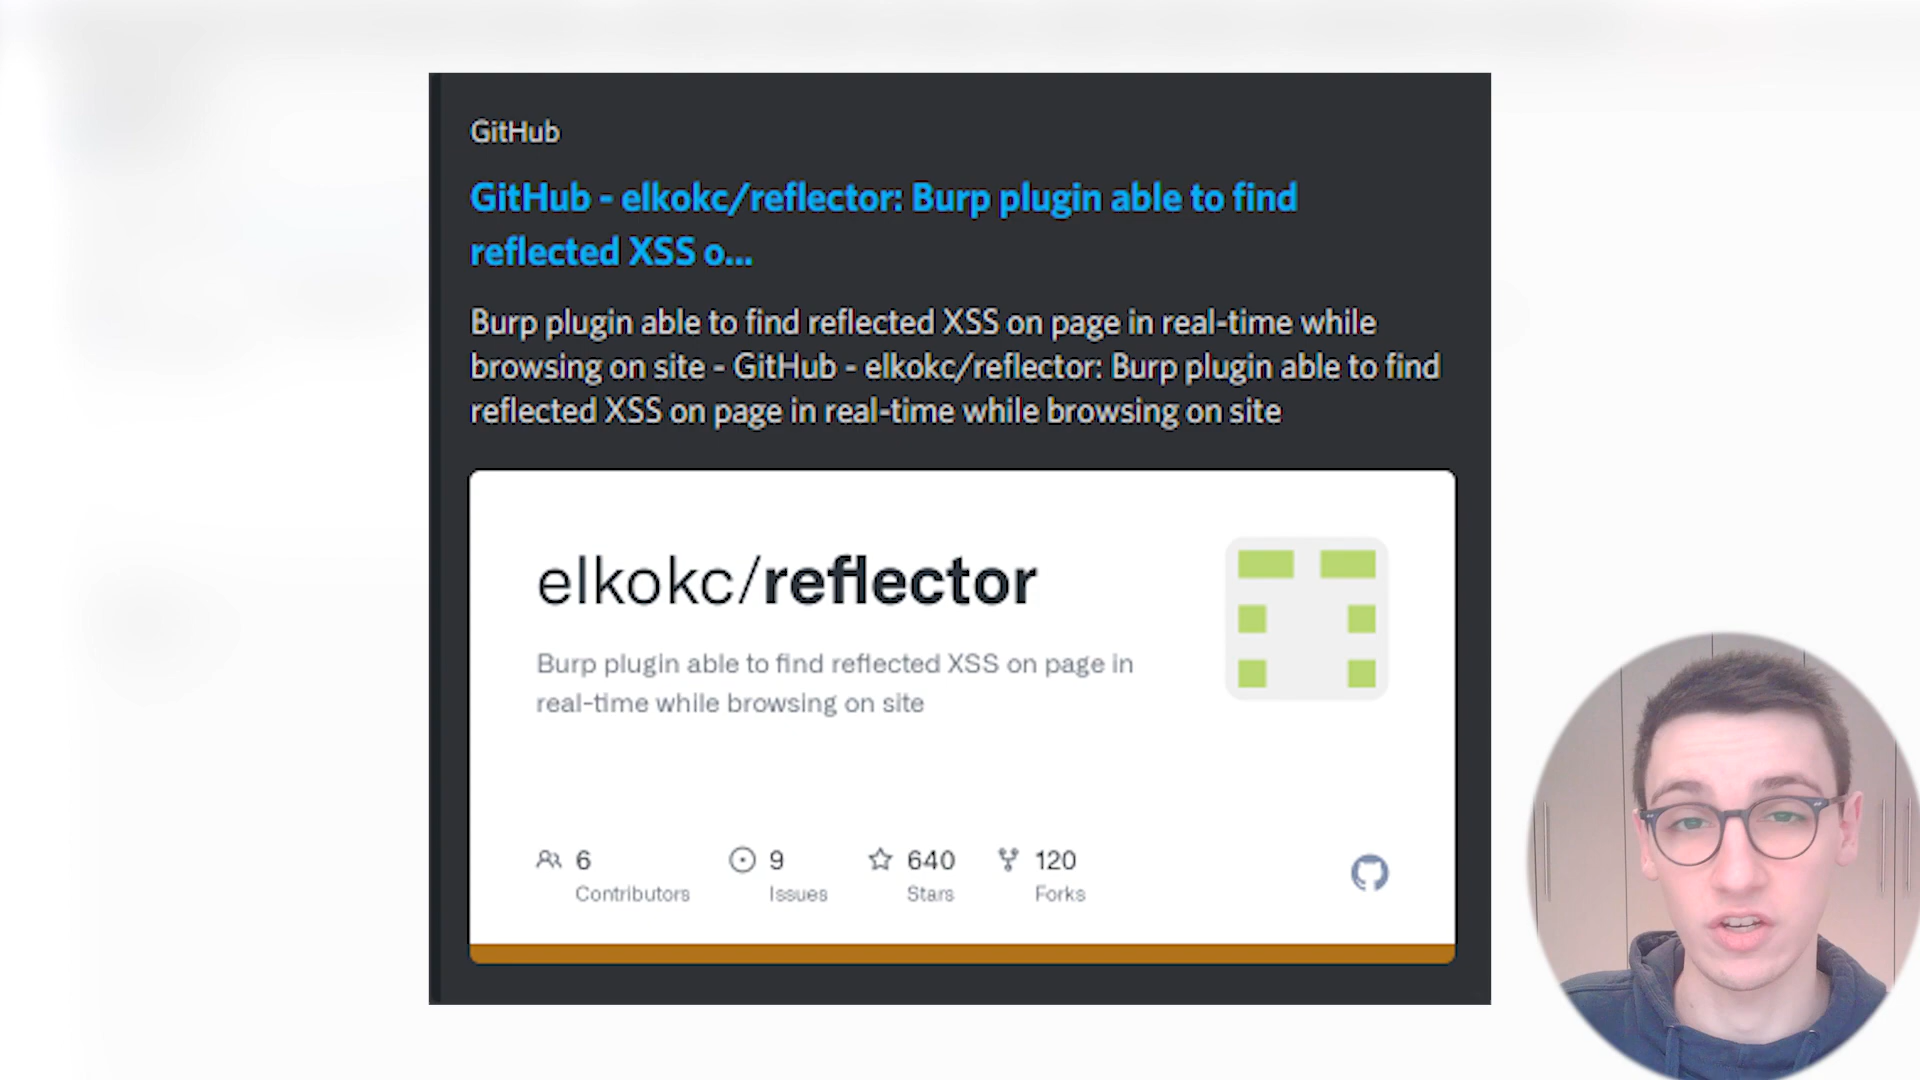 GitHub
GitHub - elkokc/reflector: Burp plugin able to find
reflected XSS o...
Burp plugin able to find reflected XSS on page in real-time while
browsing on site - GitHub - elkokc/reflector: Burp plugin able to find
reflected XSS on page in real-time while browsing on site
elkokc/reflector
Burp plugin able to find reflected XSS on page in
real-time while browsing on site
6 9 640 120
Contributors Issues Stars Forks